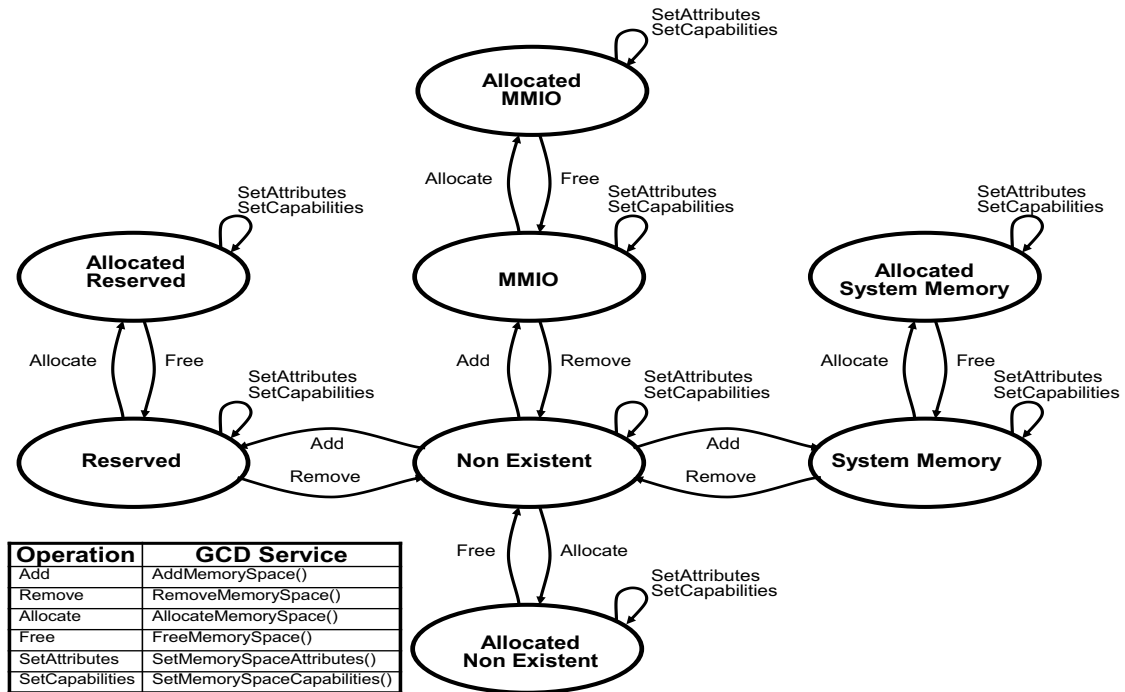 SetAttributes
SetCapabilities
Allocated
MMIO
Allocate
Free
SetAttributes
SetCapabilities
SetAttributes
SetCapabilities
SetAttributes
SetCapabilities
Allocated
Reserved
MMIO
Allocated
System Memory
Allocate
Free
Add
Remove
Allocate
Free
SetAttributes
SetCapabilities
SetAttributes
SetCapabilities
SetAttributes
SetCapabilities
Reserved
Add
Remove
Non Existent
Add
Remove
System Memory
Free
Allocate
SetAttributes
SetCapabilities
Allocated
Non Existent
Operation GCD Service
Add AddMemorySpace()
Remove RemoveMemorySpace()
Allocate AllocateMemorySpace()
Free FreeMemorySpace()
SetAttributes SetMemorySpaceAttributes()
SetCapabilities SetMemorySpaceCapabilities()